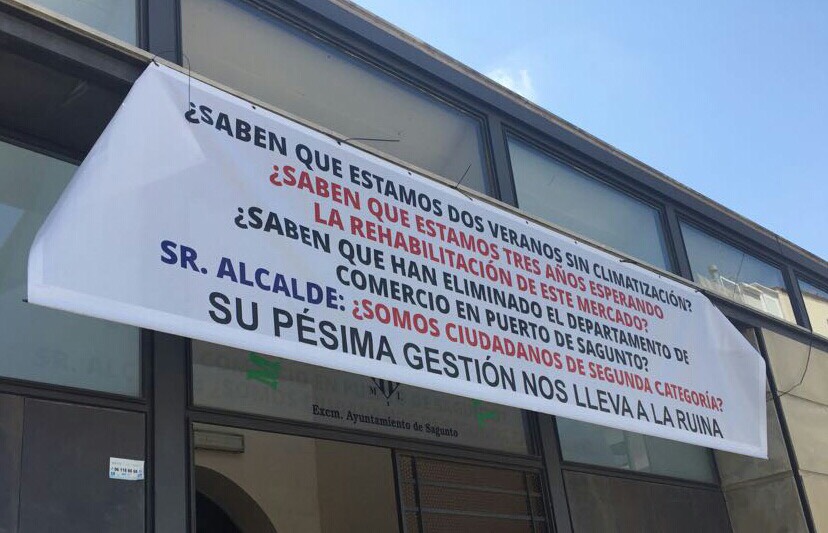 ¿SABEN QUE ESTAMOS DOS VERANOS SIN CLIMATIZACIÓN?
¿SABEN QUE ESTAMOS TRES AÑOS ESPERANDO
LA REHABILITACIÓN DE ESTE MERCADO?
¿SABEN QUE HAN ELIMINADO EL DEPARTAMENTO DE
COMERCIO EN PUERTO DE SAGUNTO?
SR. ALCALDE: ¿SOMOS CIUDADANOS DE SEGUNDA CATEGORÍA?
SU PÉSIMA GESTIÓN NOS LLEVA A LA RUINA
M L
Excm. Ayuntamiento de Sagunto